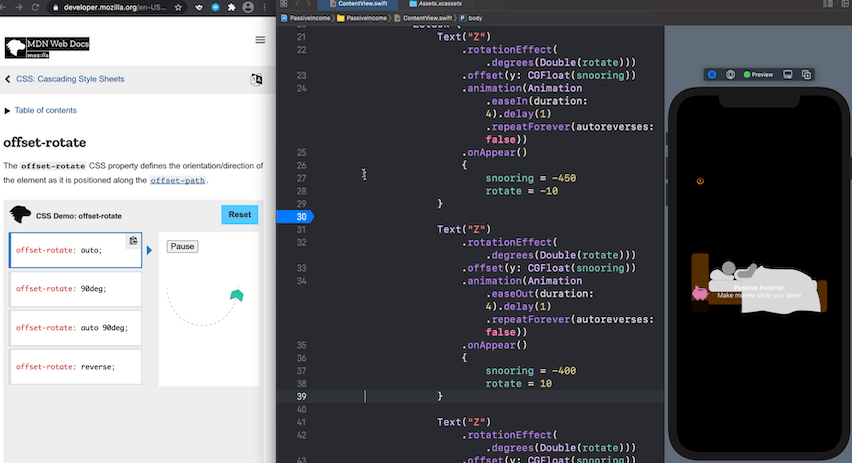 developer.mozilla.org/en-US...
MDN Web Docs
moz://a
CSS: Cascading Style Sheets
Table of contents
offset-rotate
The offset-rotate CSS property defines the orientation/direction of
the element as it is positioned along the offset-path.
CSS Demo: offset-rotate
Reset
offset-rotate: auto;
offset-rotate: 90deg;
offset-rotate: auto 90deg;
offset-rotate: reverse;
Pause
ContentView.swift
Assets.xcassets
PassiveIncome
PassiveIncome
ContentView.swift
body
21 Text("Z")
22 .rotationEffect(
.degrees(Double(rotate)))
23 .offset(y: CGFloat(snooring))
24 .animation(Animation
.easeIn(duration:
4).delay(1)
.repeatForever(autoreverses:
false))
25 .onAppear()
26 {
27 snooring = -450
28 rotate = -10
29 }
30
31 Text("Z")
32 .rotationEffect(
.degrees(Double(rotate)))
33 .offset(y: CGFloat(snooring))
34 .animation(Animation
.easeOut(duration:
4).delay(1)
.repeatForever(autoreverses:
false))
35 .onAppear()
36 {
37 snooring = -400
38 rotate = 10
39 }
40
41 Text("Z")
42 .rotationEffect(
.degrees(Double(rotate)))
43 .offset(y: CGFloat(snooring))
Preview
Passive Income:
Make money while you sleep